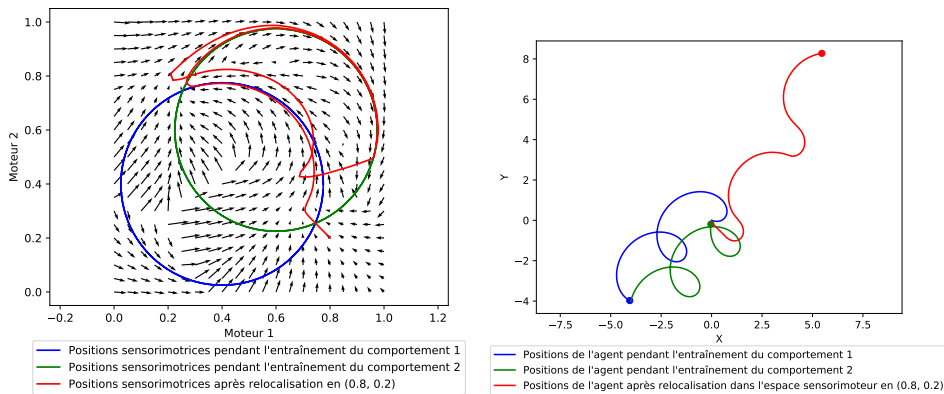 1.0
0.8
0.6
0.4
0.2
0.0
Moteur 2
−0.2 0.0 0.2 0.4 0.6 0.8 1.0 1.2
Moteur 1
Positions sensorimotrices pendant l'entraînement du comportement 1
Positions sensorimotrices pendant l'entraînement du comportement 2
Positions sensorimotrices après relocalisation en (0.8, 0.2)
8
6
4
2
0
−2
−4
Y
−7.5 −5.0 −2.5 0.0 2.5 5.0 7.5
X
Positions de l'agent pendant l'entraînement du comportement 1
Positions de l'agent pendant l'entraînement du comportement 2
Positions de l'agent après relocalisation dans l'espace sensorimoteur en (0.8, 0.2)